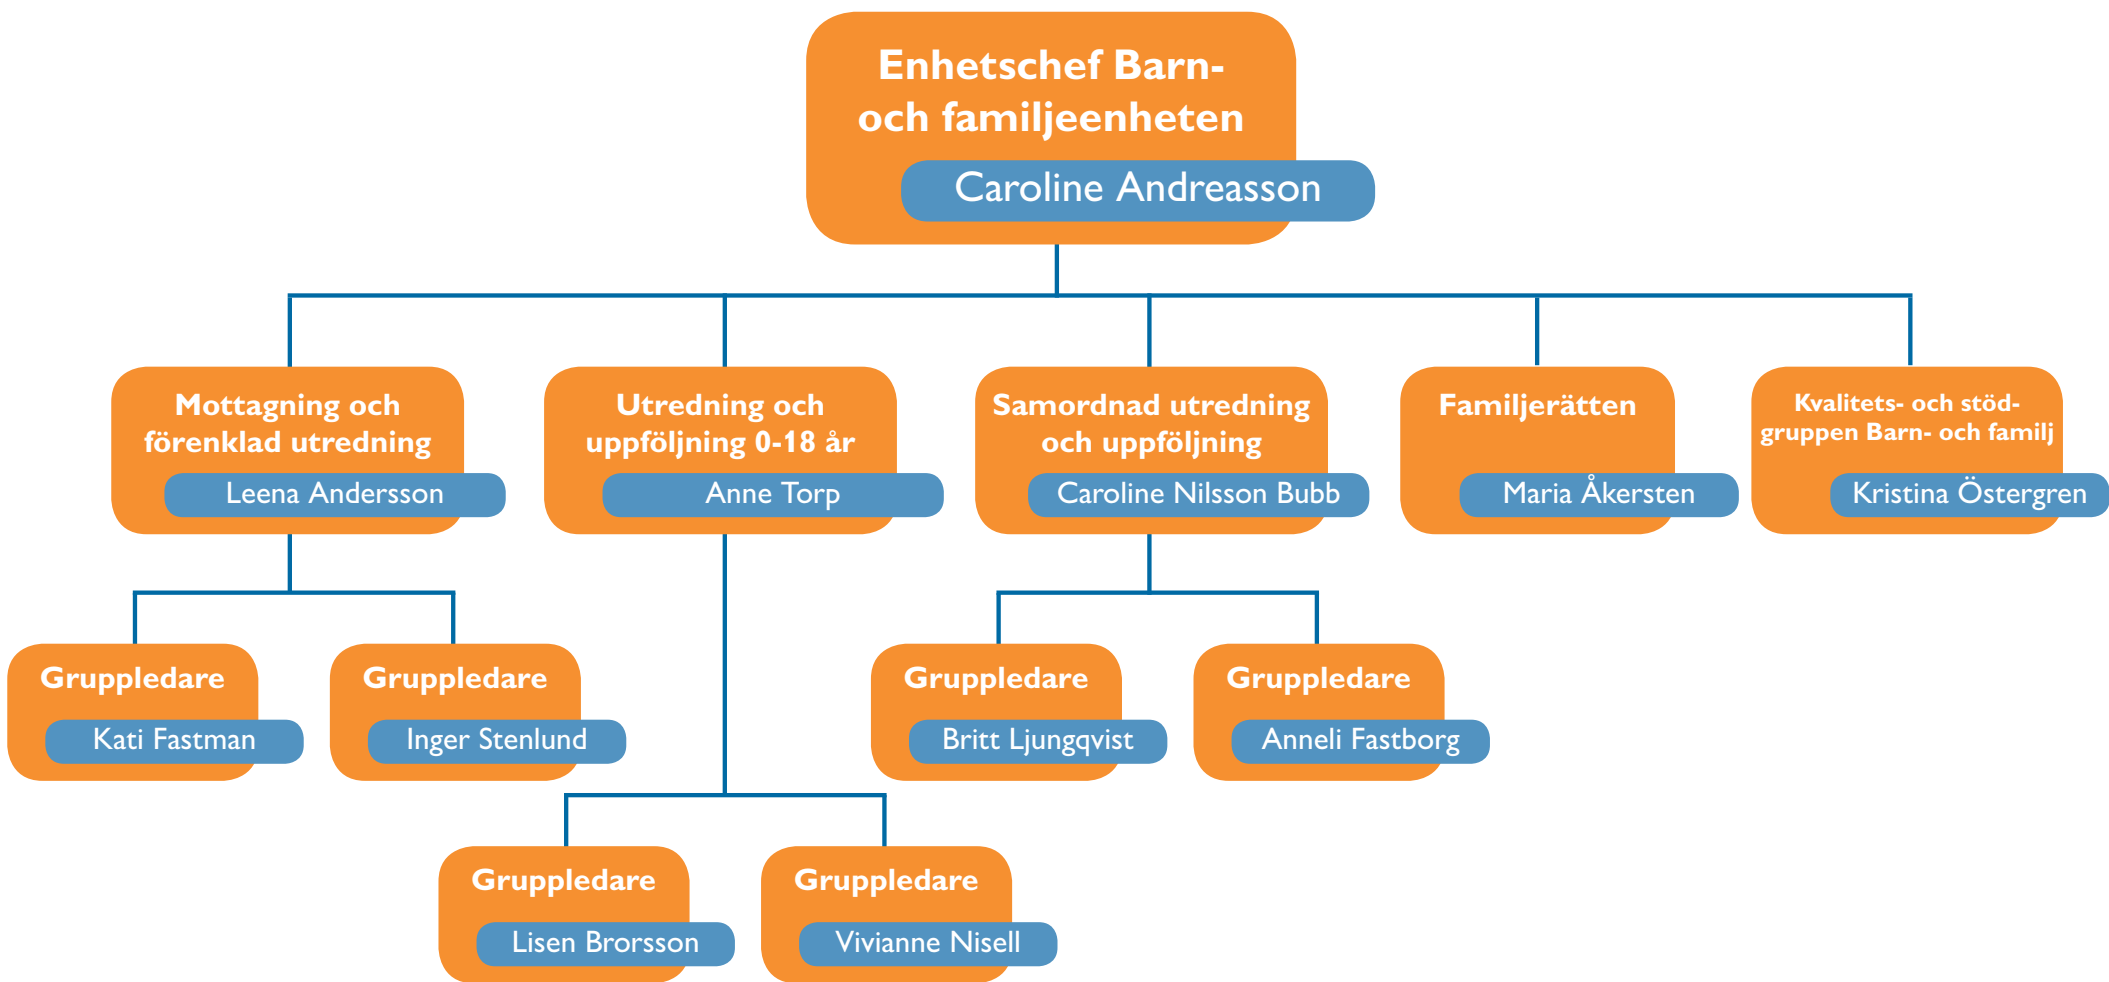 Enhetschef Barn-
och familjeenheten
Caroline Andreasson
Mottagning och
förenklad utredning
Leena Andersson
Utredning och
uppföljning 0-18 år
Anne Torp
Samordnad utredning
och uppföljning
Caroline Nilsson Bubb
Familjerätten
Maria Åkersten
Kvalitets- och stöd-
gruppen Barn- och familj
Kristina Östergren
Gruppledare
Kati Fastman
Gruppledare
Inger Stenlund
Gruppledare
Britt Ljungqvist
Gruppledare
Anneli Fastborg
Gruppledare
Lisen Brorsson
Gruppledare
Vivianne Nisell